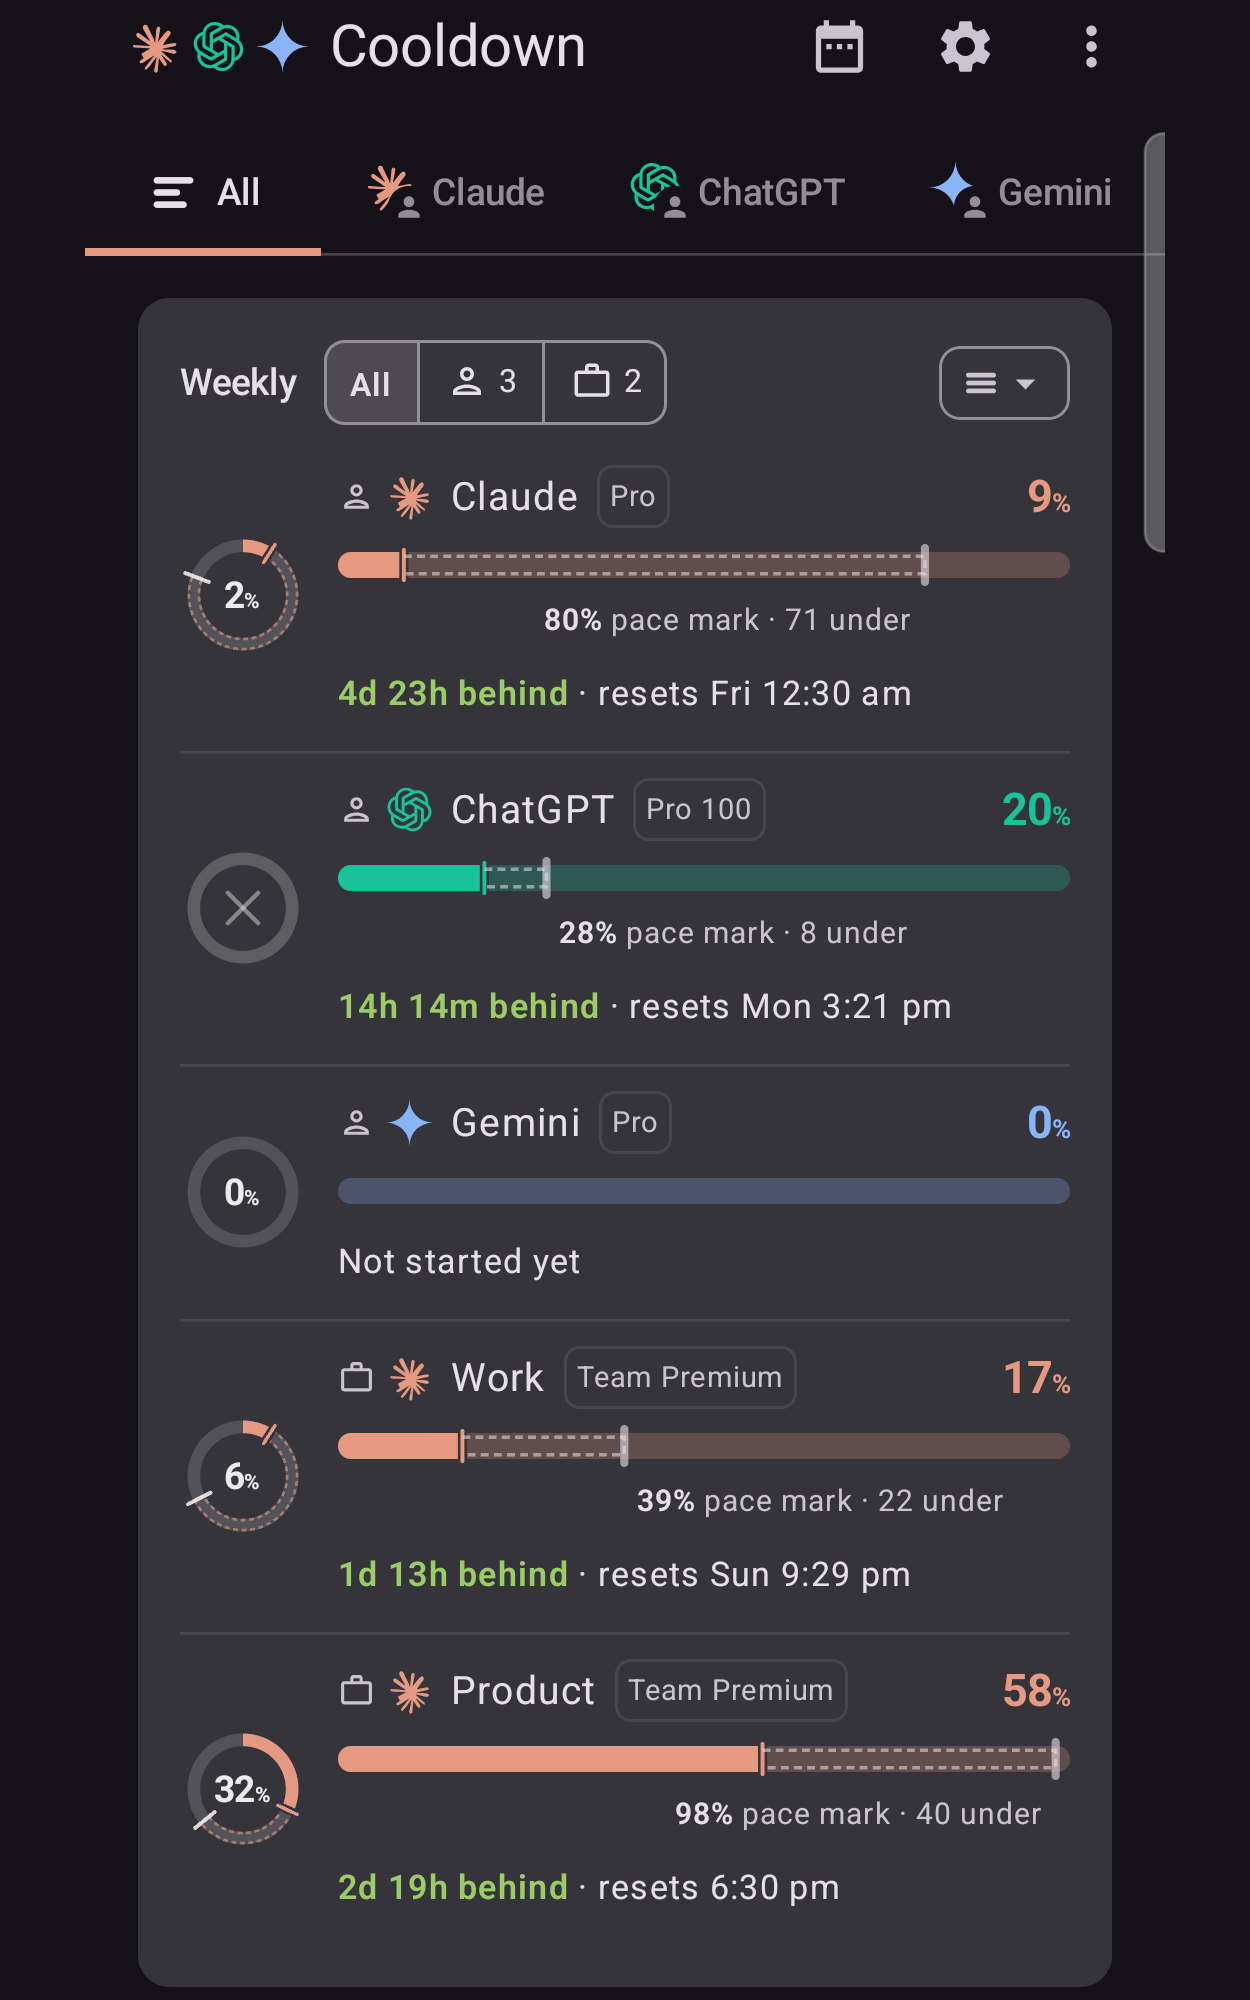 Cooldown
All Claude ChatGPT Gemini
Weekly All 3 2
Claude Pro 9%
2%
80% pace mark · 71 under
4d 23h behind · resets Fri 12:30 am
ChatGPT Pro 100 20%
28% pace mark · 8 under
14h 14m behind · resets Mon 3:21 pm
Gemini Pro 0%
0%
Not started yet
Work Team Premium 17%
6%
39% pace mark · 22 under
1d 13h behind · resets Sun 9:29 pm
Product Team Premium 58%
32%
98% pace mark · 40 under
2d 19h behind · resets 6:30 pm